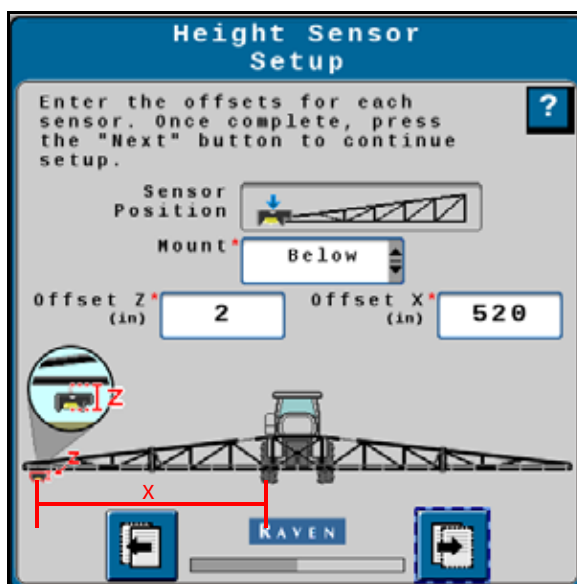 Height Sensor
Setup
Enter the offsets for each
sensor. Once complete, press
the "Next" button to continue
setup.
?
Sensor
Position
Mount*
Below
Offset Z*
(in)
2
Offset X*
(in)
520
Z
Z
X
RAVEN